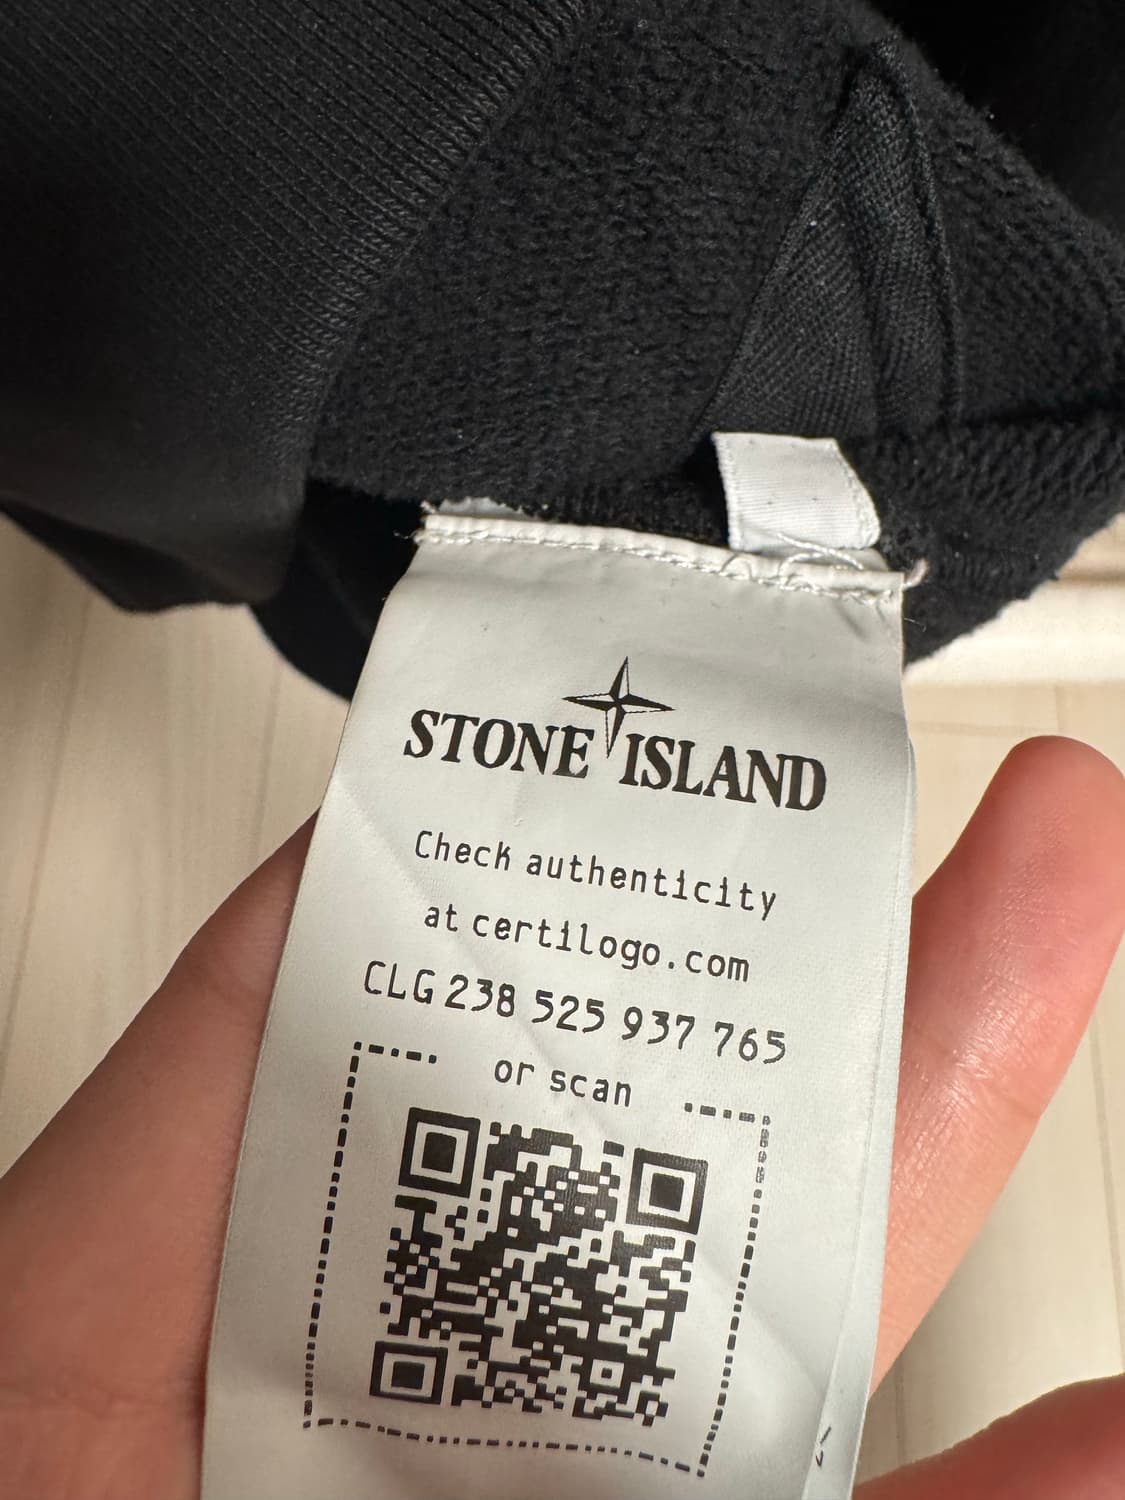 STONE ISLAND
Check authenticity
at certilogo.com
CLG 238 525 937 765
or scan